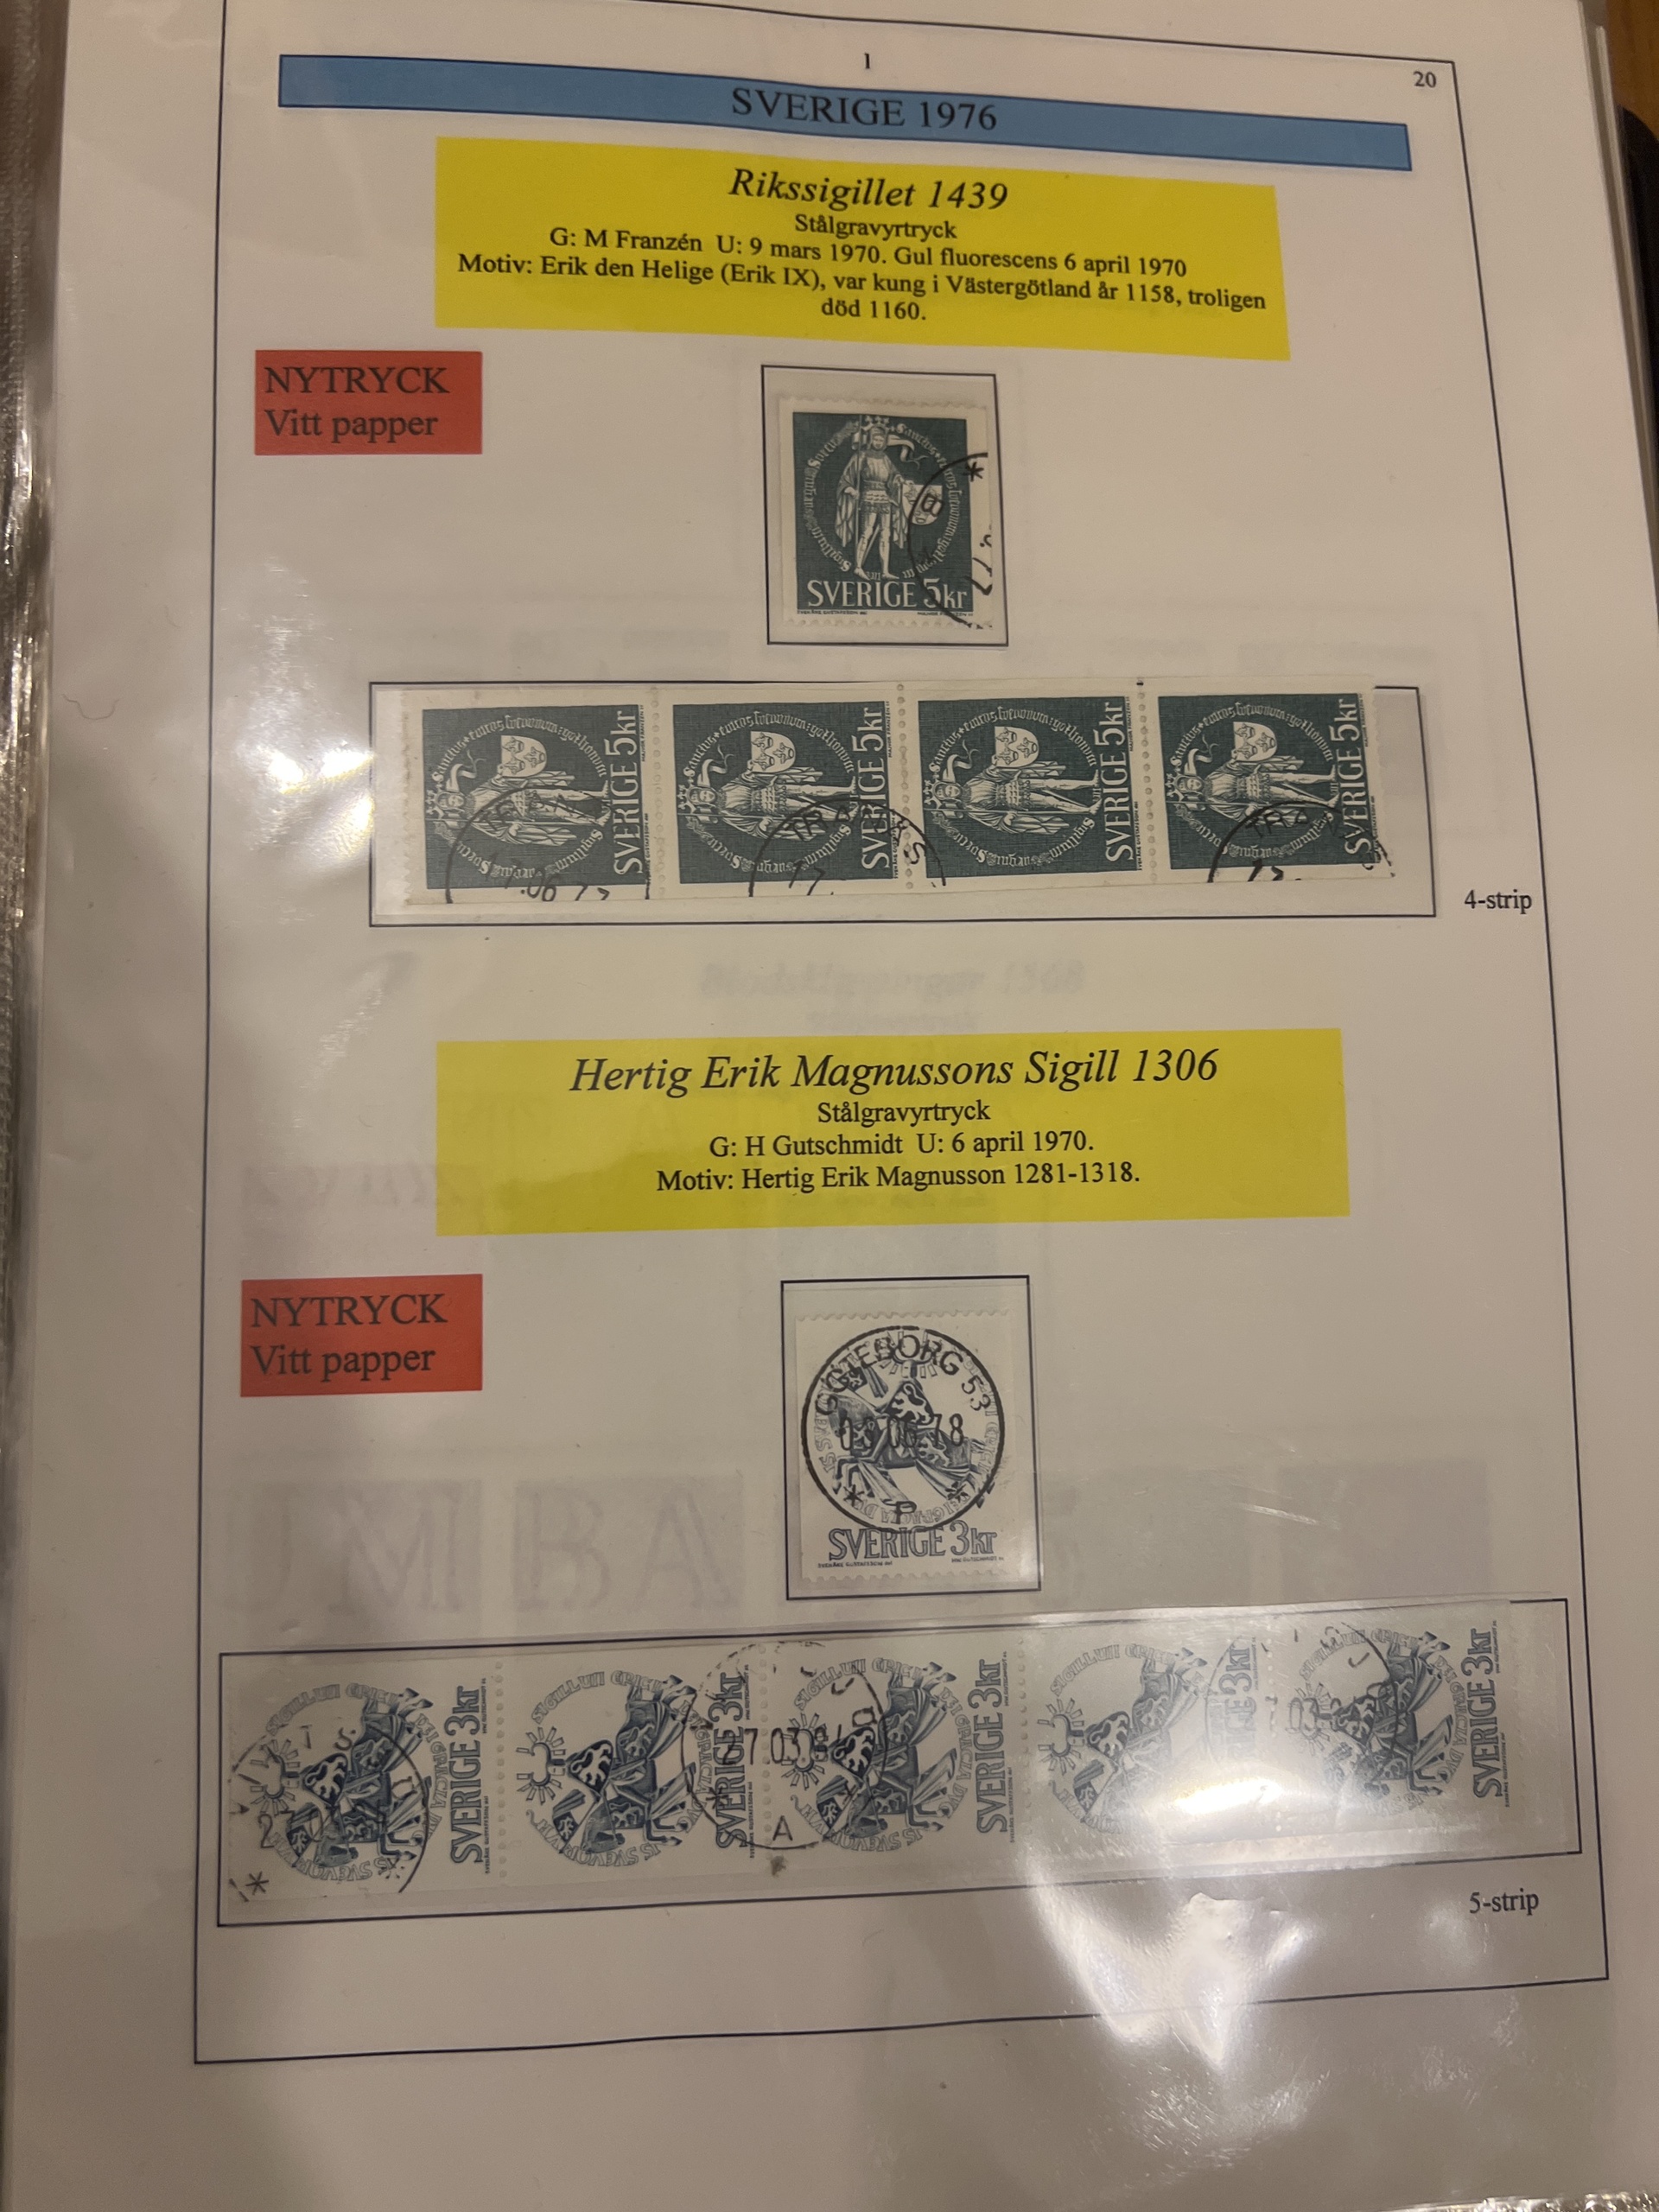 1
20
SVERIGE 1976
Rikssigillet 1439
Stålgravyrtryck
G: M Franzén U: 9 mars 1970. Gul fluorescens 6 april 1970
Motiv: Erik den Helige (Erik IX), var kung i Västergötland år 1158, troligen
död 1160.
NYTRYCK
Vitt papper
SVERIGE 5kr
SVERIGE 5kr
SVERIGE 5kr
SVERIGE 5kr
SVERIGE 5kr
4-strip
Hertig Erik Magnussons Sigill 1306
Stålgravyrtryck
G: H Gutschmidt U: 6 april 1970.
Motiv: Hertig Erik Magnusson 1281-1318.
NYTRYCK
Vitt papper
GÖTEBORG 53
SVERIGE 3kr
SVERIGE 3kr
SVERIGE 3kr
SVERIGE 3kr
SVERIGE 3kr
5-strip